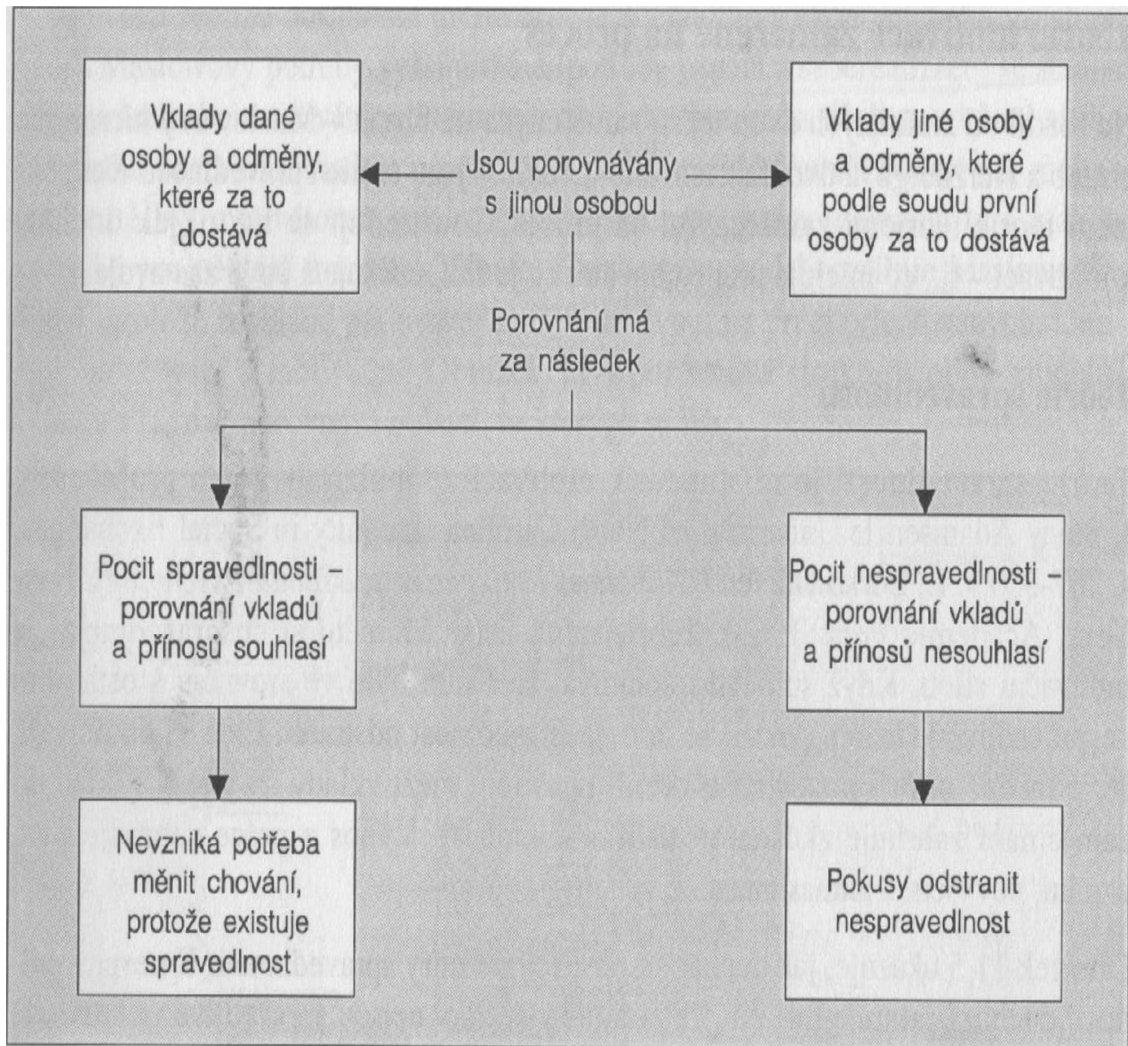 Vklady dané
osoby a odměny,
které za to
dostává
Jsou porovnávány
s jinou osobou
Vklady jiné osoby
a odměny, které
podle soudu první
osoby za to dostává
Porovnání má
za následek
Pocit spravedlnosti –
porovnání vkladů
a přínosů souhlasí
Pocit nespravedlnosti –
porovnání vkladů
a přínosů nesouhlasí
Nevzniká potřeba
měnit chování,
protože existuje
spravedlnost
Pokusy odstranit
nespravedlnost